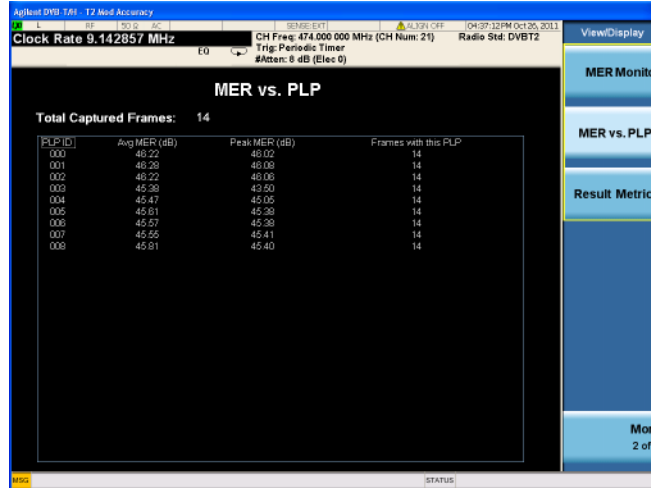 Agilent DVB-T/H - T2 Mod Accuracy
L RF 50 Ω AC SENSE:EXT ALIGN OFF 04:37:12PM Oct 26, 2011
Clock Rate 9.142857 MHz
CH Freq: 474.000 000 MHz (CH Num: 21) Radio Std: DVBT2
EQ Trig: Periodic Timer
#Atten: 8 dB (Elec 0)
MER vs. PLP
Total Captured Frames: 14
PLP ID Avg MER (dB) Peak MER (dB) Frames with this PLP
000 46.22 46.02 14
001 46.28 46.08 14
002 46.22 46.06 14
003 45.38 43.50 14
004 45.47 45.05 14
005 45.61 45.38 14
006 45.57 45.38 14
007 45.55 45.41 14
008 45.81 45.40 14
View/Display
MER Monito
MER vs. PLP
Result Metric
Mor
2 of
MSG STATUS